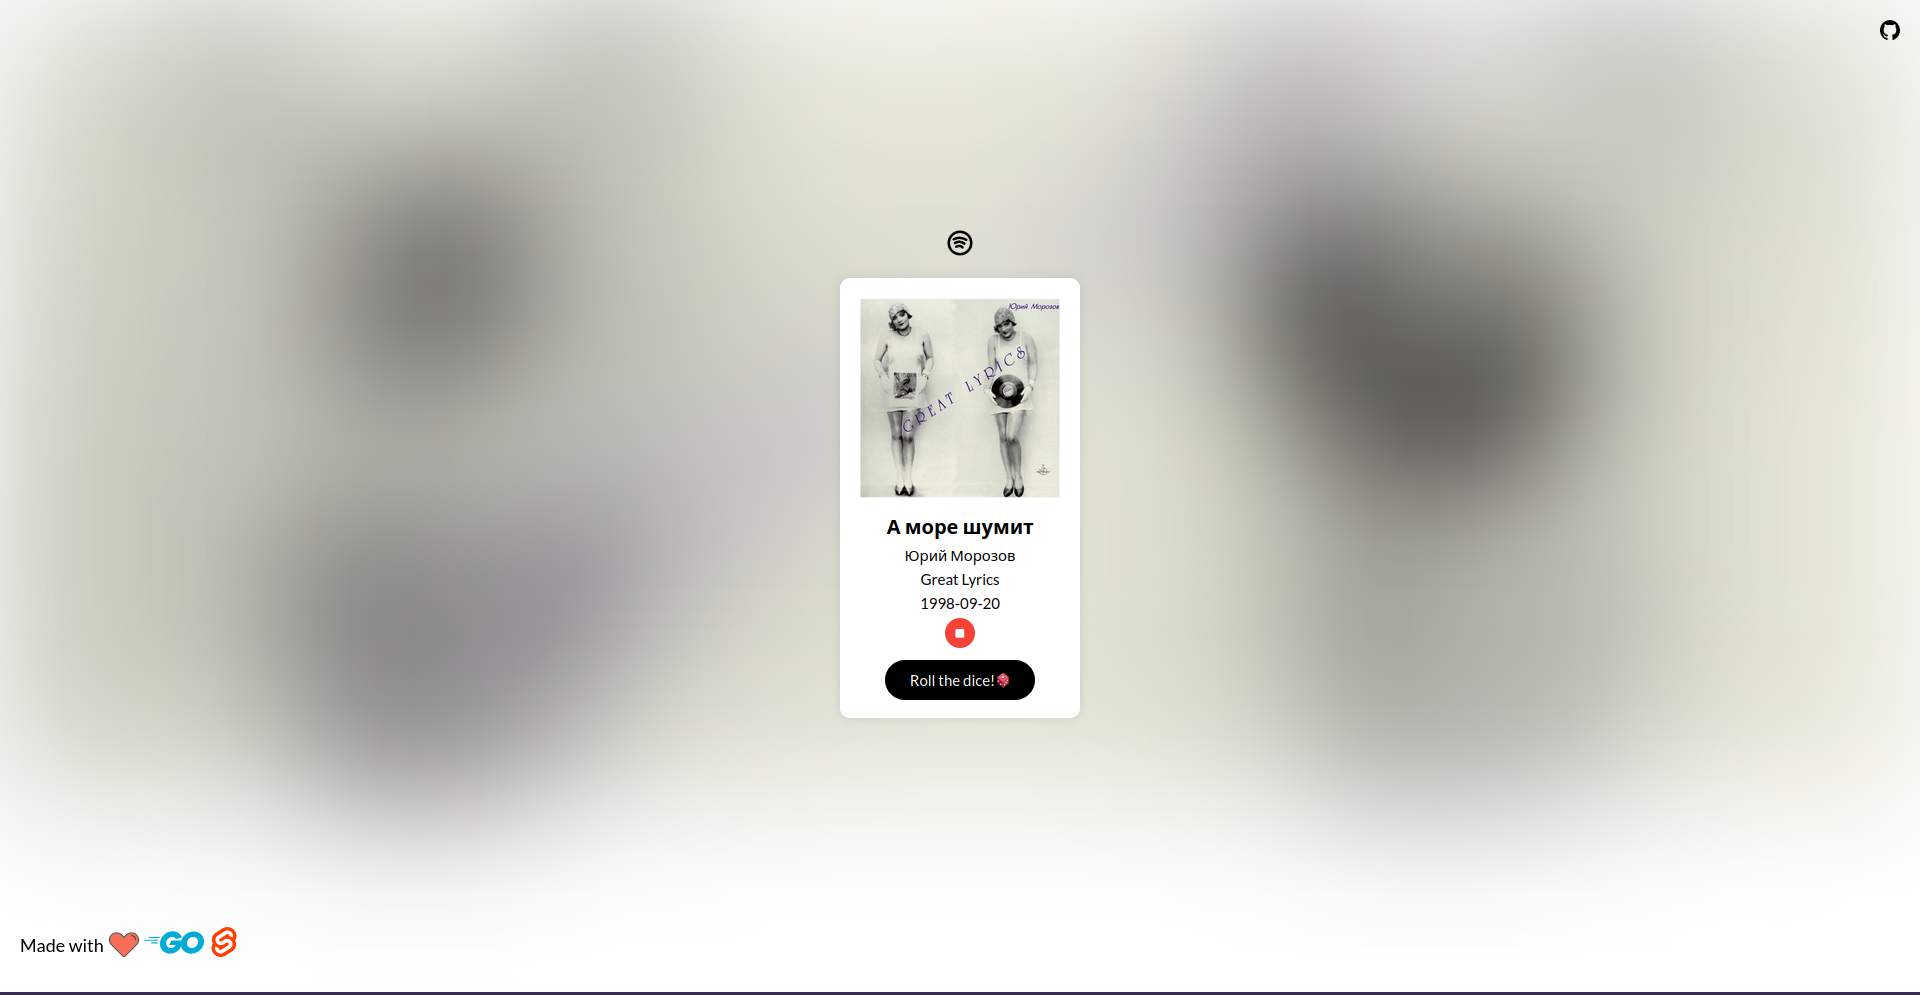 Юрий Морозов
GREAT LYRICS
А море шумит
Юрий Морозов
Great Lyrics
1998-09-20
Roll the dice!
Made with
GO